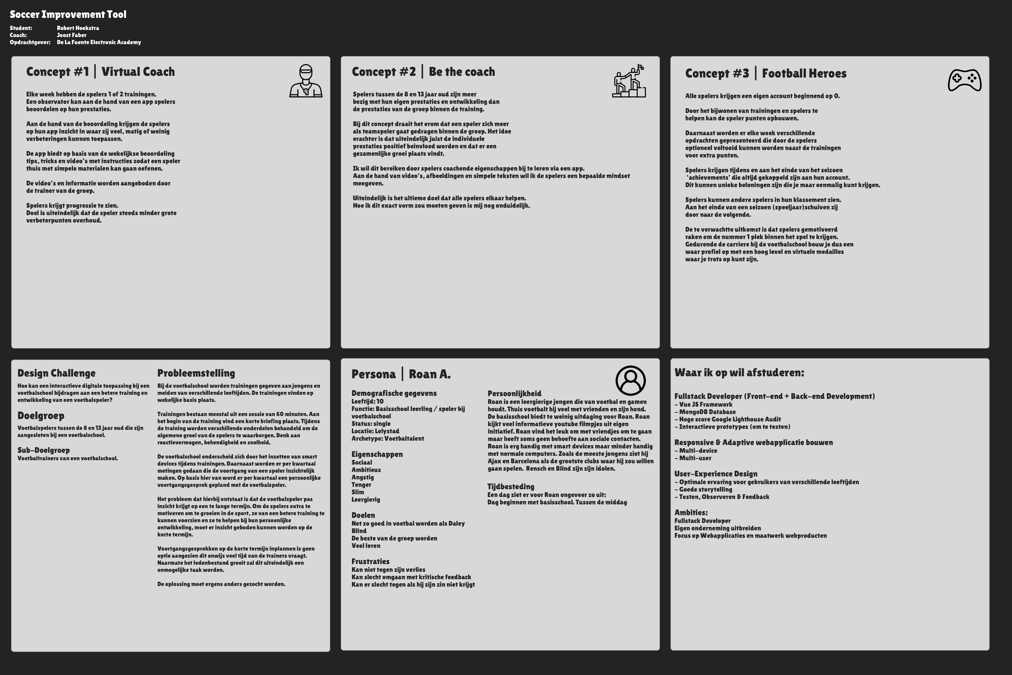 Soccer Improvement Tool
Student: Robert Hoekstra
Coach: Joost Faber
Opdrachtgever: De La Fuente Electronic Academy
Concept #1 | Virtual Coach
Elke week hebben de spelers 1 of 2 trainingen.
Een observator kan aan de hand van een app spelers
beoordelen op hun prestaties.
Aan de hand van de beoordeling krijgen de spelers
op hun app inzicht in waar zij veel, matig of weinig
verbeteringen kunnen toepassen.
De app biedt op basis van de wekelijkse beoordeling
tips, tricks en video's met instructies zodat een speler
thuis met simpele materialen kan gaan oefenen.
De video's en informatie worden aangeboden door
de trainer van de groep.
Spelers krijgt progressie te zien.
Doel is uiteindelijk dat de speler steeds minder grote
verbeterpunten overhoud.
Concept #2 | Be the coach
Spelers tussen de 8 en 13 jaar oud zijn meer
bezig met hun eigen prestaties en ontwikkeling dan
de prestaties van de groep binnen de training.
Bij dit concept draait het erom dat een speler zich meer
als teamspeler gaat gedragen binnen de groep. Het idee
erachter is dat uiteindelijk juist de individuele
prestaties positief beïnvloed worden en dat er een
gezamenlijke groei plaats vindt.
Ik wil dit bereiken door spelers coachende eigenschappen bij te leren via een app.
Aan de hand van video's, afbeeldingen en simpele teksten wil ik de spelers een bepaalde mindset
meegeven.
Uiteindelijk is het ultieme doel dat alle spelers elkaar helpen.
Hoe ik dit exact vorm zou moeten geven is mij nog onduidelijk.
Concept #3 | Football Heroes
Alle spelers krijgen een eigen account beginnend op 0.
Door het bijwonen van trainingen en spelers te
helpen kan de speler punten opbouwen.
Daarnaast worden er elke week verschillende
opdrachten gepresenteerd die door de spelers
optioneel voltooid kunnen worden naast de trainingen
voor extra punten.
Spelers krijgen tijdens en aan het einde van het seizoen
'achievements' die altijd gekoppeld zijn aan hun account.
Dit kunnen unieke beloningen zijn die je maar eenmalig kunt krijgen.
Spelers kunnen andere spelers in hun klassement zien.
Aan het einde van een seizoen (speeljaar)schuiven zij
door naar de volgende.
De te verwachtte uitkomst is dat spelers gemotiveerd
raken om de nummer 1 plek binnen het spel te krijgen.
Gedurende de carriere bij de voetbalschool bouw je dus een
waar profiel op met een hoog level en virtuele medailles
waar je trots op kunt zijn.
Design Challenge
Hoe kan een interactieve digitale toepassing bij een
voetbalschool bijdragen aan een betere training en
ontwikkeling van een voetbalspeler?
Doelgroep
Voetbalspelers tussen de 8 en 13 jaar oud die zijn
aangesloten bij een voetbalschool.
Sub-Doelgroep
Voetbaltrainers van een voetbalschool.
Probleemstelling
Bij de voetbalschool worden trainingen gegeven aan jongens en
meiden van verschillende leeftijden. De trainingen vinden op
wekelijke basis plaats.
Trainingen bestaan meestal uit een sessie van 60 minuten. Aan
het begin van de training vind een korte briefing plaats. Tijdens
de training worden verschillende onderdelen behandeld om de
algemene groei van de spelers te waarborgen. Denk aan
reactievermogen, behendigheid en snelheid.
De voetbalschool onderscheid zich door het inzetten van smart
devices tijdens trainingen. Daarnaast worden er per kwartaal
metingen gedaan die de voortgang van een speler inzichtelijk
maken. Op basis hier van word er per kwartaal een persoonlijke
voortgangsgesprek gepland met de voetbalspeler.
Het probleem dat hierbij ontstaat is dat de voetbalspeler pas
inzicht krijgt op een te lange termijn. Om de spelers extra te
motiveren om te groeien in de sport, ze van een betere training te
kunnen voorzien en ze te helpen bij hun persoonlijke
ontwikkeling, moet er inzicht geboden kunnen worden op de
korte termijn.
Voortgangsgesprekken op de korte termijn inplannen is geen
optie aangezien dit enwijs veel tijd van de trainers vraagt.
Naarmate het ledenbestand groeit zal dit uiteindelijk een
onmogelijke taak worden.
De oplossing moet ergens anders gezocht worden.
Persona | Roan A.
Demografische gegevens
Leeftijd: 10
Functie: Basisschool leerling / speler bij
voetbalschool
Status: single
Locatie: Lelystad
Archetype: Voetbaltalent
Eigenschappen
Sociaal
Ambitieus
Angstig
Tenger
Slim
Leergierig
Doelen
Net zo goed in voetbal worden als Daley
Blind
De beste van de groep worden
Veel leren
Frustraties
Kan niet tegen zijn verlies
Kan slecht omgaan met kritische feedback
Kan er slecht tegen als hij zijn zin niet krijgt
Persoonlijkheid
Roan is een leergierige jongen die van voetbal en gamen
houdt. Thuis voetbalt hij veel met vrienden en zijn hond.
De basisschool biedt te weinig uitdaging voor Roan. Roan
kijkt veel informatieve youtube filmpjes uit eigen
initiatief. Roan vind het leuk om met vriendjes om te gaan
maar heeft soms geen behoefte aan sociale contacten.
Roan is erg handig met smart devices maar minder handig
met normale computers. Zoals de meeste jongens ziet hij
Ajax en Barcelona als de grootste clubs waar hij zou willen
gaan spelen. Rensch en Blind zijn zijn idolen.
Tijdbesteding
Een dag ziet er voor Roan ongeveer zo uit:
Dag beginnen met basisschool. Tussen de middag
Waar ik op wil afstuderen:
Fullstack Developer (Front-end + Back-end Development)
- Vue JS Framework
- MongoDB Database
- Hoge score Google Lighthouse Audit
- Interactieve prototypes (om te testen)
Responsive & Adaptive webapplicatie bouwen
- Multi-device
- Multi-user
User-Experience Design
- Optimale ervaring voor gebruikers van verschillende leeftijden
- Goede storytelling
- Testen, Observeren & Feedback
Ambities:
Fullstack Developer
Eigen onderneming uitbreiden
Focus op Webapplicaties en maatwerk webproducten